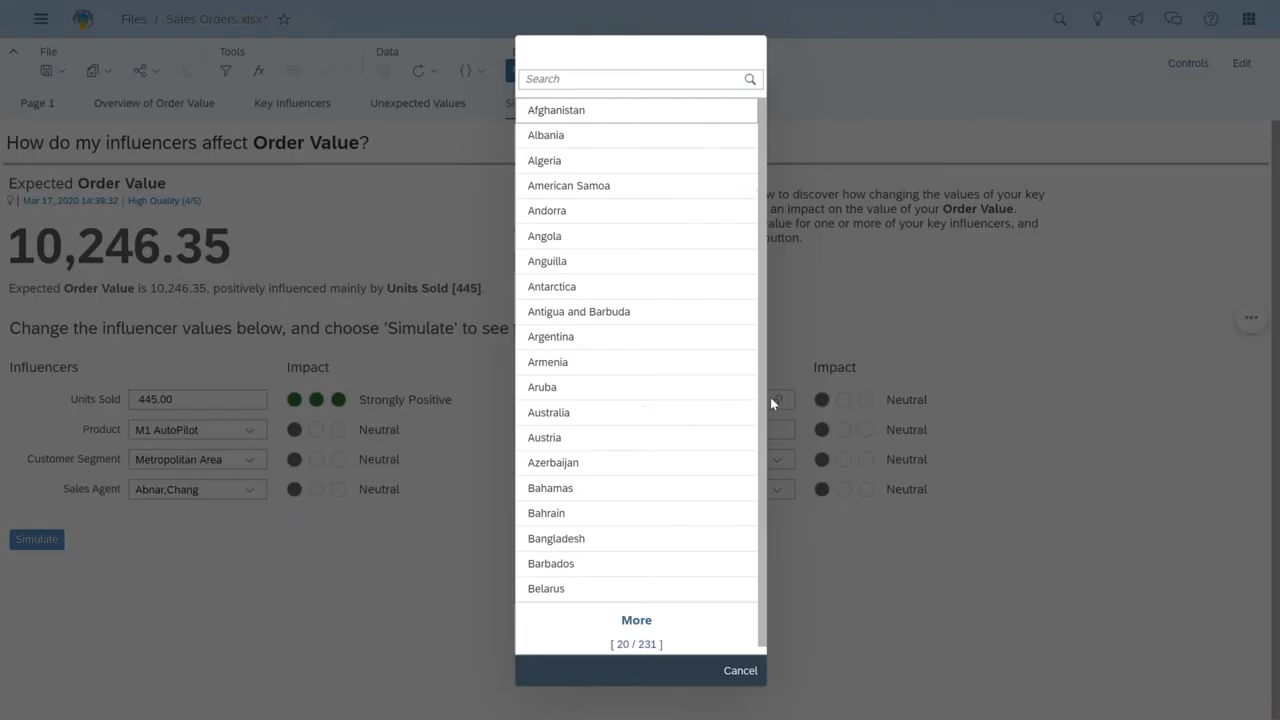 Files / Sales Orders.xlsx*
File
Tools
Data
Controls
Edit
Page 1
Overview of Order Value
Key Influencers
Unexpected Values
How do my influencers affect Order Value?
Expected Order Value
Mar 17, 2020 14:39:32 | High Quality (4/5)
10,246.35
Expected Order Value is 10,246.35, positively influenced mainly by Units Sold [445].
Change the influencer values below, and choose 'Simulate' to see
to discover how changing the values of your key
an impact on the value of your Order Value.
for one or more of your key influencers, and
Influencers
Impact
Units Sold
445.00
Strongly Positive
Product
M1 AutoPilot
Neutral
Customer Segment
Metropolitan Area
Neutral
Sales Agent
Abnar,Chang
Neutral
Impact
Neutral
Neutral
Neutral
Neutral
Simulate
Search
Afghanistan
Albania
Algeria
American Samoa
Andorra
Angola
Anguilla
Antarctica
Antigua and Barbuda
Argentina
Armenia
Aruba
Australia
Austria
Azerbaijan
Bahamas
Bahrain
Bangladesh
Barbados
Belarus
More
[ 20 / 231 ]
Cancel